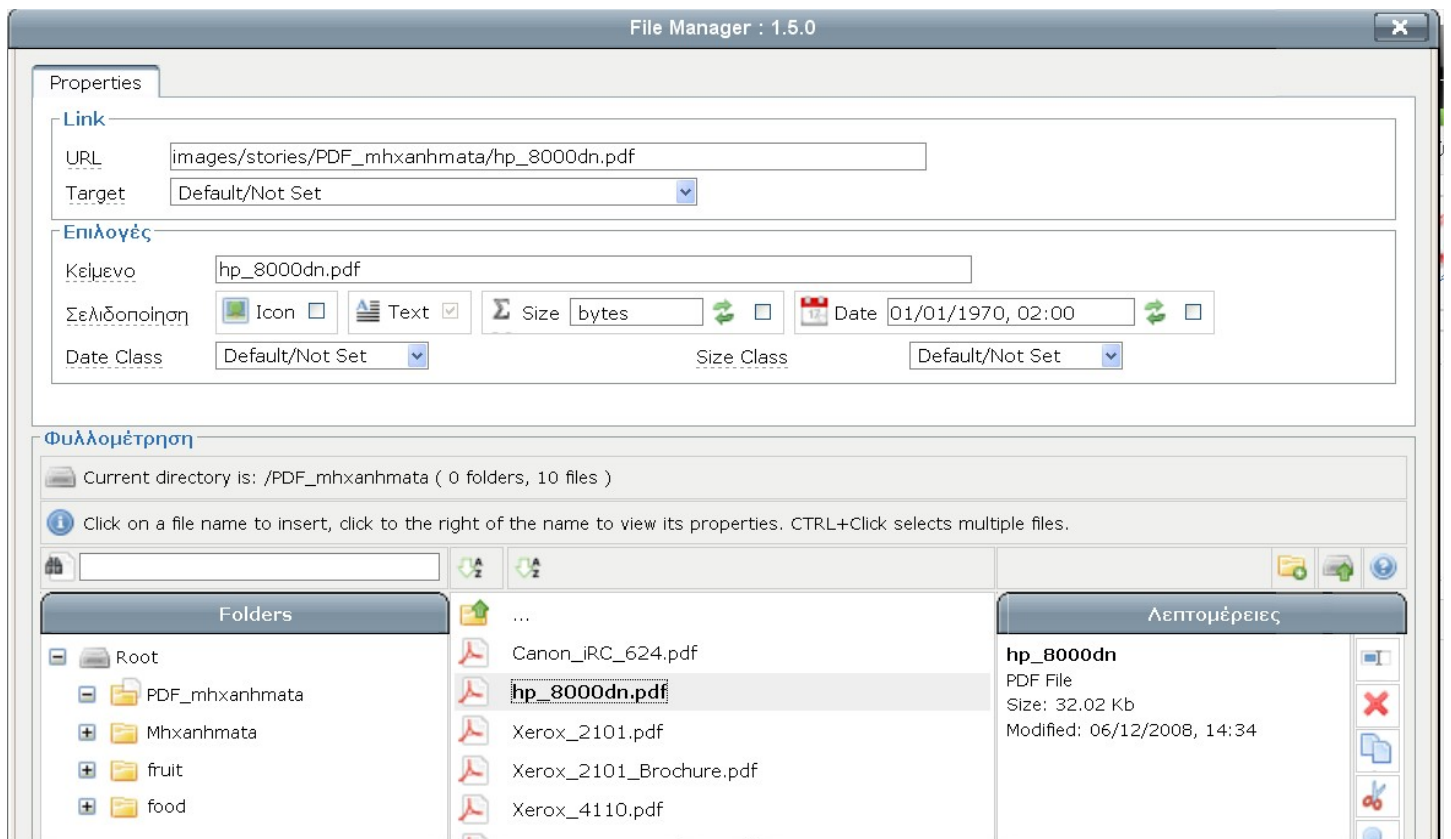 File Manager : 1.5.0
Properties
Link
URL images/stories/PDF_mhxanhmata/hp_8000dn.pdf
Target Default/Not Set
Επιλογές
Κείμενο hp_8000dn.pdf
Σελιδοποίηση Icon Text Σ Size bytes 17 Date 01/01/1970, 02:00
Date Class Default/Not Set Size Class Default/Not Set
Φυλλομέτρηση
Current directory is: /PDF_mhxanhmata ( 0 folders, 10 files )
Click on a file name to insert, click to the right of the name to view its properties. CTRL+Click selects multiple files.
Folders
Root
PDF_mhxanhmata
Mhxanhmata
fruit
food
...
Canon_iRC_624.pdf
hp_8000dn.pdf
Xerox_2101.pdf
Xerox_2101_Brochure.pdf
Xerox_4110.pdf
Λεπτομέρειες
hp_8000dn
PDF File
Size: 32.02 Kb
Modified: 06/12/2008, 14:34